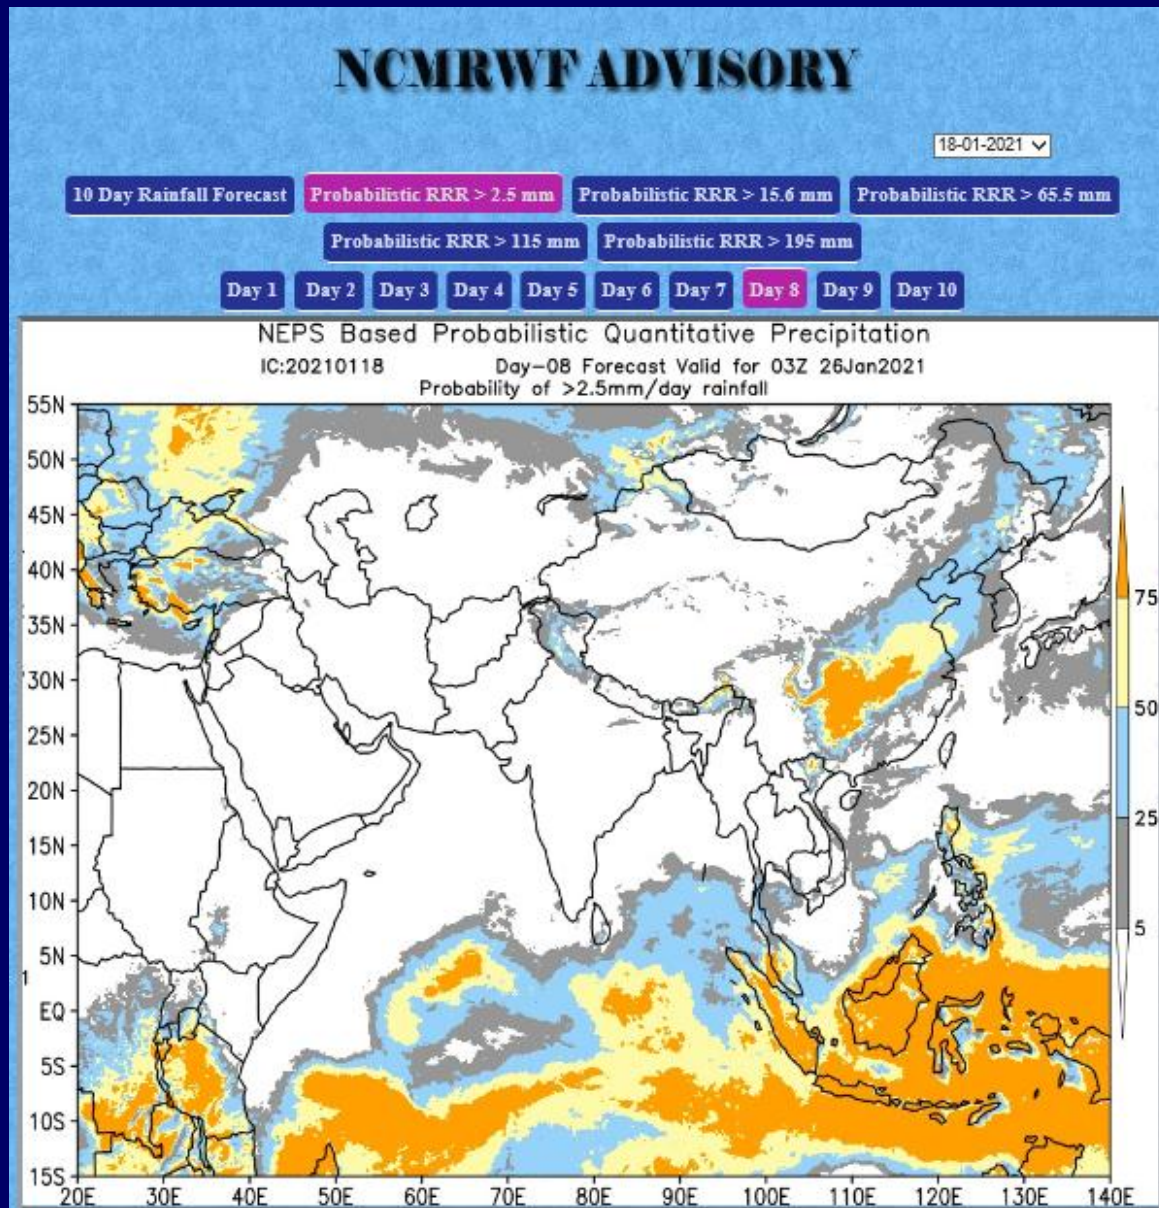 NCMRWF ADVISORY
18-01-2021
10 Day Rainfall Forecast Probabilistic RRR > 2.5 mm Probabilistic RRR > 15.6 mm Probabilistic RRR > 65.5 mm
Probabilistic RRR > 115 mm Probabilistic RRR > 195 mm
Day 1 Day 2 Day 3 Day 4 Day 5 Day 6 Day 7 Day 8 Day 9 Day 10
NEPS Based Probabilistic Quantitative Precipitation
IC:20210118 Day-08 Forecast Valid for 03Z 26Jan2021
Probability of >2.5mm/day rainfall
55N
50N
45N
40N
35N
30N
25N
20N
15N
10N
5N
EQ
5S
10S
15S
20E 30E 40E 50E 60E 70E 80E 90E 100E 110E 120E 130E 140E
75
50
25
5